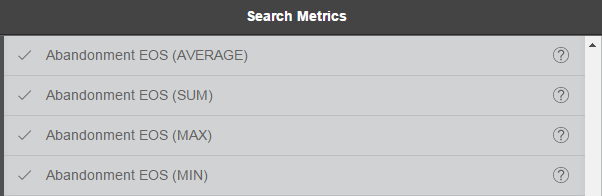 Search Metrics
Abandonment EOS (AVERAGE)
Abandonment EOS (SUM)
Abandonment EOS (MAX)
Abandonment EOS (MIN)